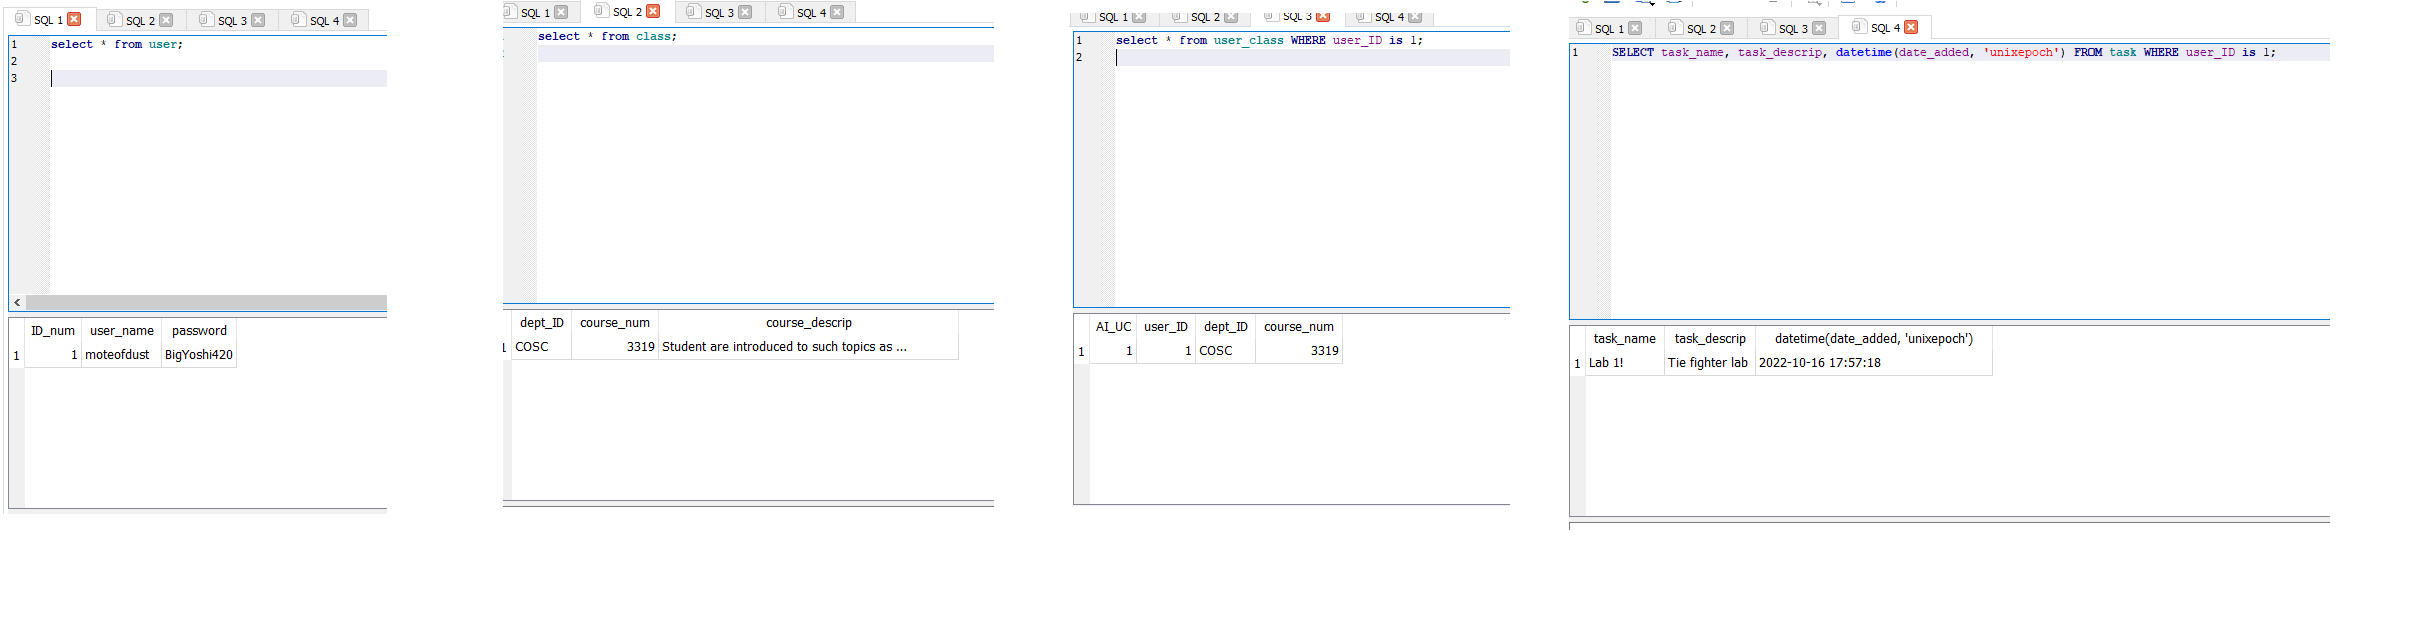 SQL 1 SQL 2 SQL 3 SQL 4
1 select * from user;
2
3
ID_num user_name password
1 1 moteofdust BigYoshi420
SQL 1 SQL 2 SQL 3 SQL 4
select * from class;
dept_ID course_num course_descrip
1 COSC 3319 Student are introduced to such topics as ...
SQL 1 SQL 2 SQL 3 SQL 4
1 select * from user_class WHERE user_ID is 1;
2
AI_UC user_ID dept_ID course_num
1 1 1 COSC 3319
SQL 1 SQL 2 SQL 3 SQL 4
1 SELECT task_name, task_descrip, datetime(date_added, 'unixepoch') FROM task WHERE user_ID is 1;
task_name task_descrip datetime(date_added, 'unixepoch')
1 Lab 1! Tie fighter lab 2022-10-16 17:57:18